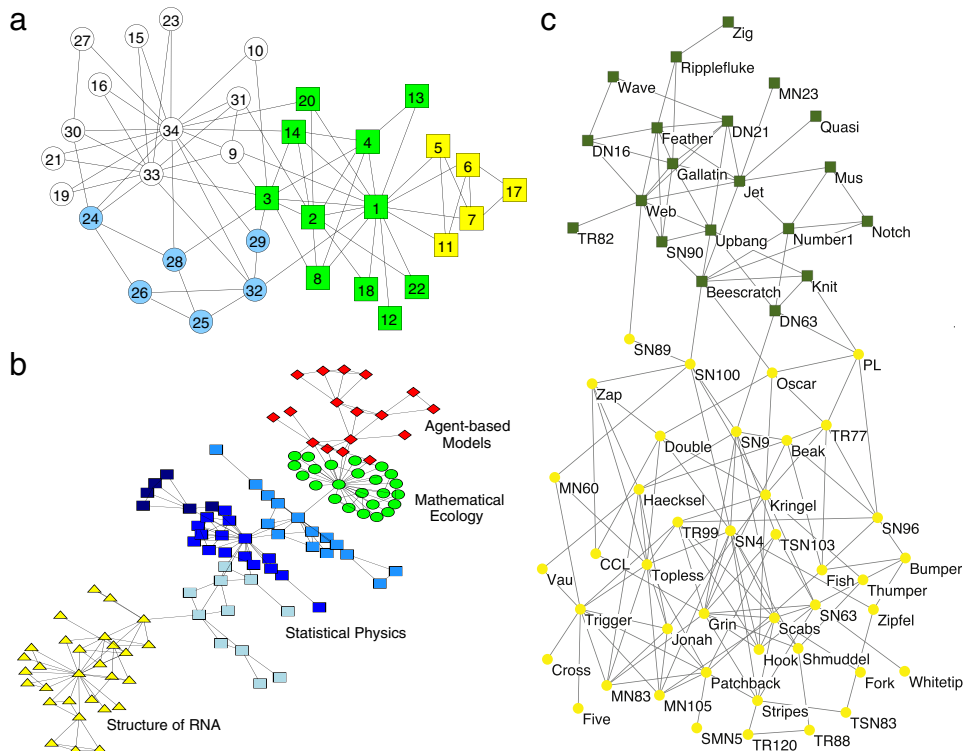 a
23
27
15
10
16
31
34
30
21
9
33
19
24
28
29
26
32
25
20
13
14
4
3
2
1
8
18
22
12
5
6
17
7
11
b
Agent-based
Models
Mathematical
Ecology
Statistical Physics
Structure of RNA
c
Zig
Ripplefluke
Wave
MN23
DN21
Quasi
Feather
DN16
Gallatin
Jet
Mus
Web
TR82
SN90
Upbang
Number1
Notch
Beescratch
Knit
DN63
SN89
SN100
PL
Zap
Oscar
Double
SN9
Beak
TR77
MN60
Haecksel
Kringel
TR99
SN4
TSN103
SN96
Vau
CCL
Topless
Fish
Bumper
Thumper
Trigger
Jonah
Grin
Scabs
SN63
Zipfel
Cross
Hook
Shmuddel
Fork
Whitetip
MN83
MN105
Patchback
Five
Stripes
SMN5
TR120
TR88
TSN83